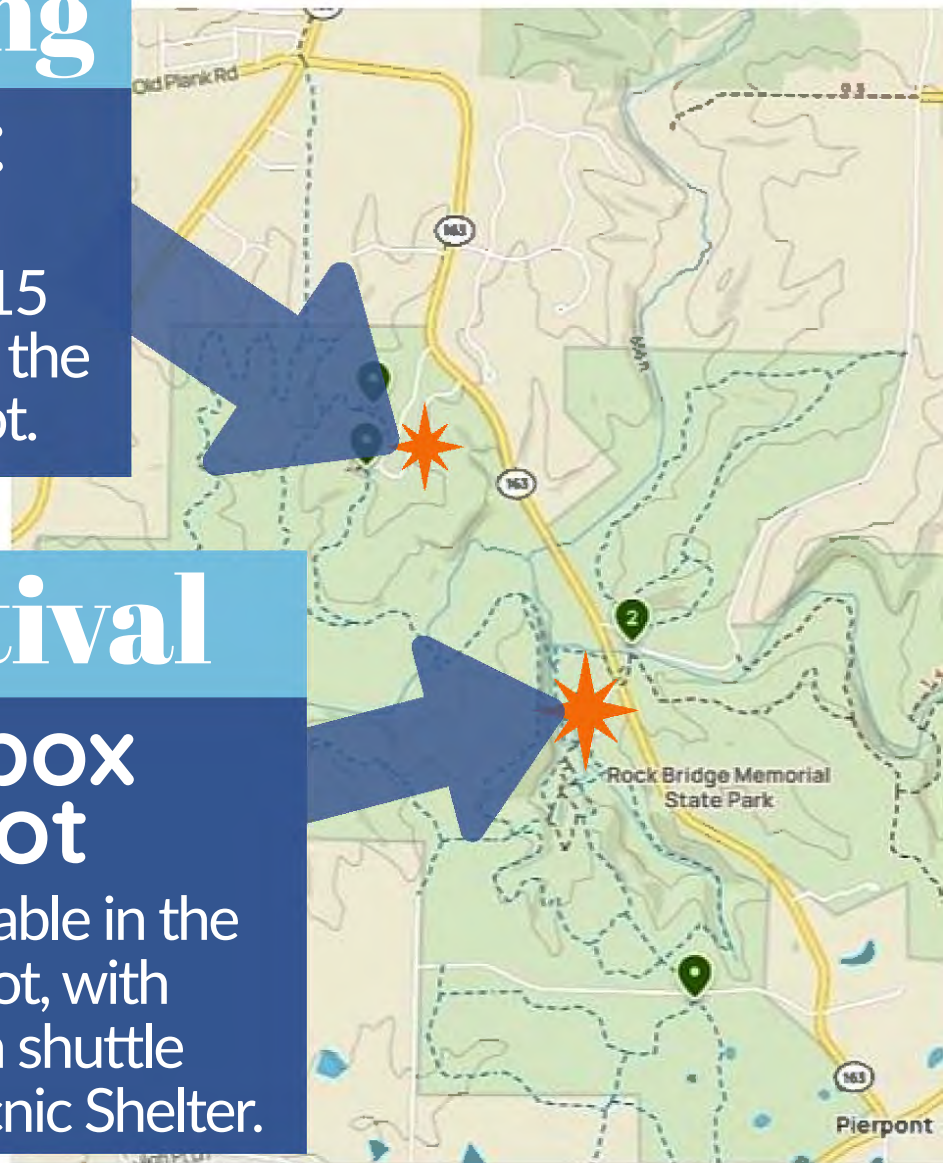 ng
:
Old Plank Rd
163
15
the
ot.
163
2
tival
box
ot
Rock Bridge Memorial
State Park
able in the
ot, with
n shuttle
cnic Shelter.
163
Pierpont